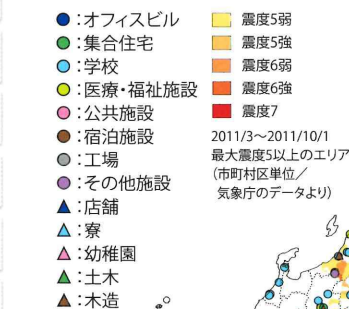 :オフィスビル
:集合住宅
:学校
:医療・福祉施設
:公共施設
:宿泊施設
:工場
:その他施設
:店舗
:寮
:幼稚園
:土木
:木造
震度5弱
震度5強
震度6弱
震度6強
震度7
2011/3～2011/10/1
最大震度5以上のエリア
(市町村区単位／
気象庁のデータより)